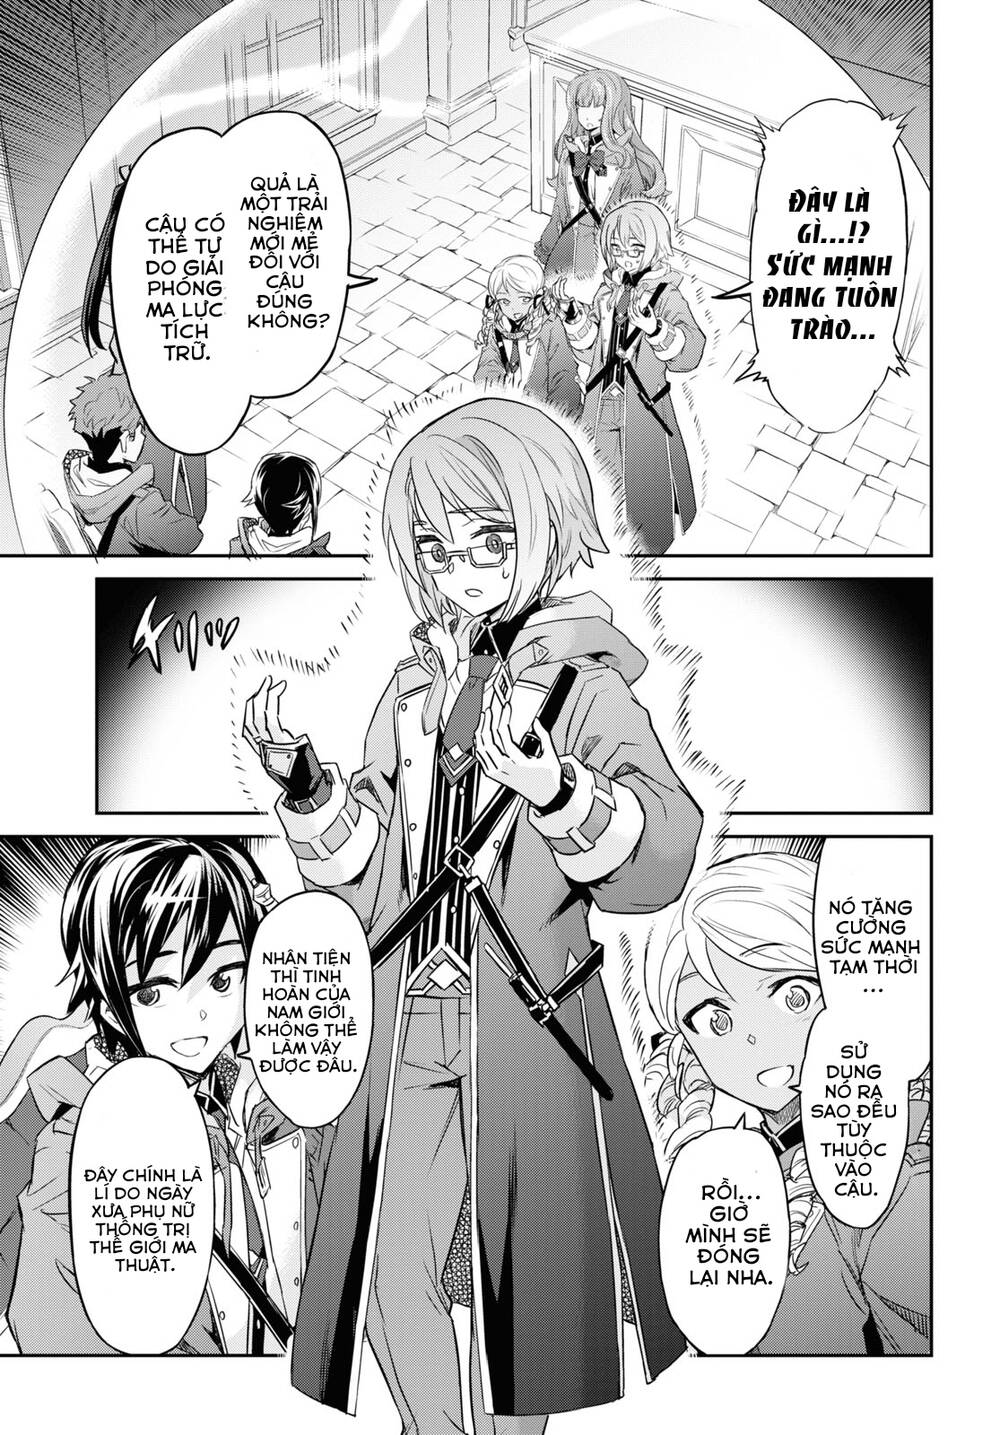 ĐÂY LÀ
GÌ...!?
SỨC MẠNH
ĐANG TUÔN
TRÀO...
QUẢ LÀ
MỘT TRẢI
NGHIỆM
MỚI MẺ
ĐỐI VỚI
CẬU ĐÚNG
KHÔNG?
CẬU CÓ
THỂ TỰ
DO GIẢI
PHÓNG
MA LỰC
TÍCH
TRỮ.
NÓ TĂNG
CƯỜNG
SỨC MẠNH
TẠM THỜI
...
SỬ
DỤNG
NÓ RA
SAO ĐỀU
TÙY
THUỘC
VÀO
CẬU.
RỒI...
GIỜ
MÌNH SẼ
ĐÓNG
LẠI NHA.
NHÂN TIỆN
THÌ TINH
HOÀN CỦA
NAM GIỚI
KHÔNG THỂ
LÀM VẬY
ĐƯỢC ĐÂU.
ĐÂY CHÍNH LÀ
LÍ DO NGÀY
XƯA PHỤ NỮ
THỐNG TRỊ
THẾ GIỚI MA
THUẬT.